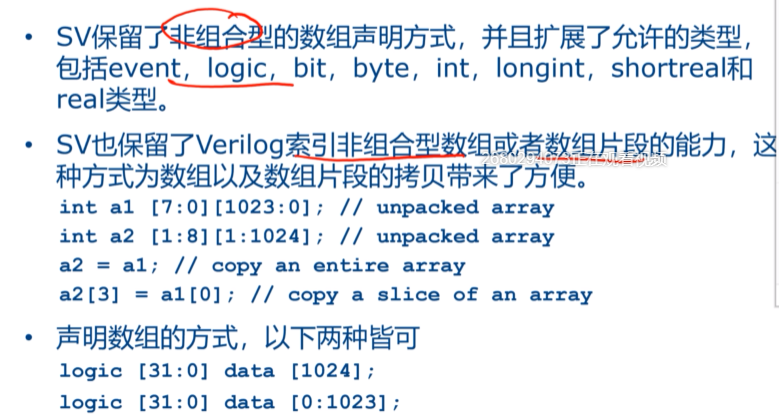 • SV保留了非组合型的数组声明方式，并且扩展了允许的类型，
包括event，logic，bit，byte，int，longint，shortreal和
real类型。
• SV也保留了Verilog索引非组合型数组或者数组片段的能力，这
种方式为数组以及数组片段的拷贝带来了方便。
int a1 [7:0][1023:0]; // unpacked array
int a2 [1:8][1:1024]; // unpacked array
a2 = a1; // copy an entire array
a2[3] = a1[0]; // copy a slice of an array
• 声明数组的方式，以下两种皆可
logic [31:0] data [1024];
logic [31:0] data [0:1023];